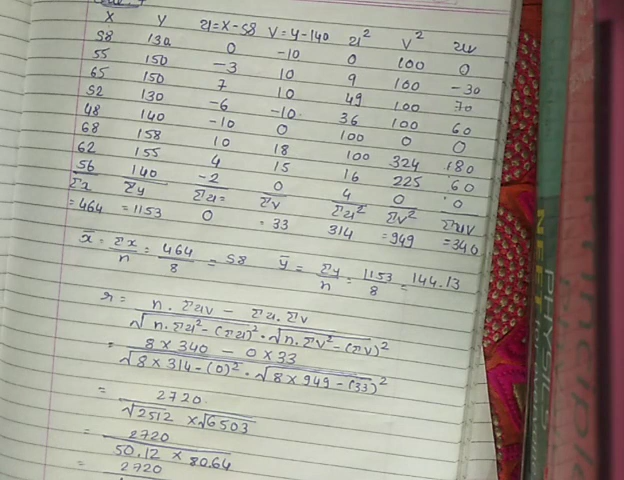 X Y u=X-58 V=Y-140 u² V² uv
58 130 0 -10 0 100 0
55 150 -3 10 9 100 -30
65 150 7 10 49 100 70
52 130 -6 -10 36 100 60
48 140 -10 0 100 0 0
68 158 10 18 100 324 180
62 155 4 15 16 225 60
56 140 -2 0 4 0 0
Σx Σy Σu= Σv Σu² Σv² Σuv
=464 =1153 0 =33 314 =949 =340
x̄ = Σx/n = 464/8 = 58 ȳ = Σy/n = 1153/8 = 144.13
r = n.Σuv - Σu.Σv
√n.Σu²-(Σu)² . √n.Σv²-(Σv)²
= 8×340 - 0×33
√8×314-(0)² . √8×949-(33)²
= 2720
√2512 ×√6503
= 2720
50.12 × 80.64
= 2720
NEET
PHYSICS